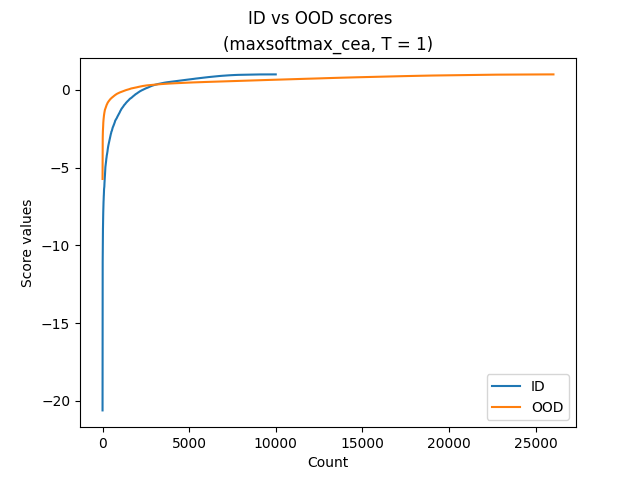 ID vs OOD scores
(maxsoftmax_cea, T = 1)
Score values
0
−5
−10
−15
−20
0
5000
10000
15000
20000
25000
Count
ID
OOD